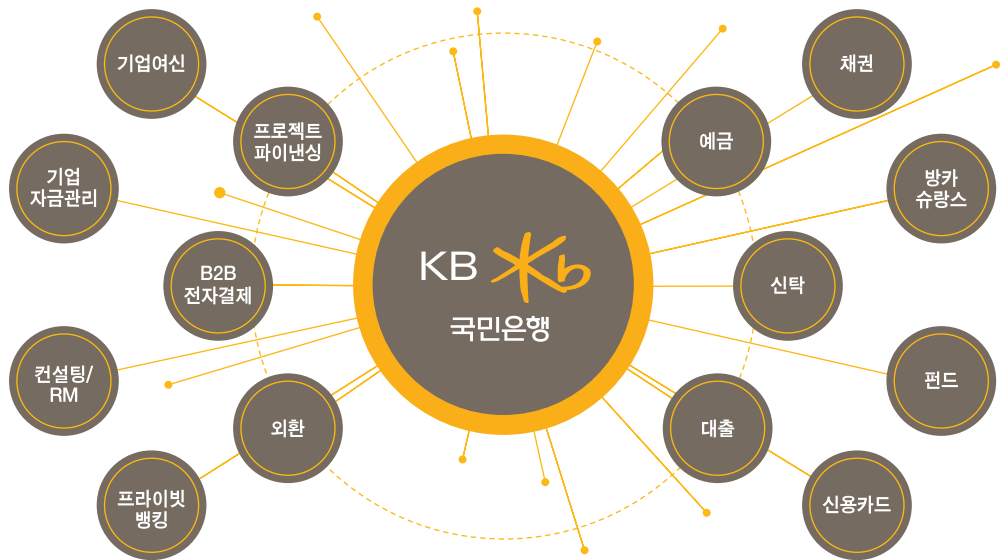 기업여신
프로젝트
파이낸싱
기업
자금관리
B2B
전자결제
컨설팅/
RM
외환
프라이빗
뱅킹
KB Kb
국민은행
예금
채권
방카
슈랑스
신탁
펀드
대출
신용카드